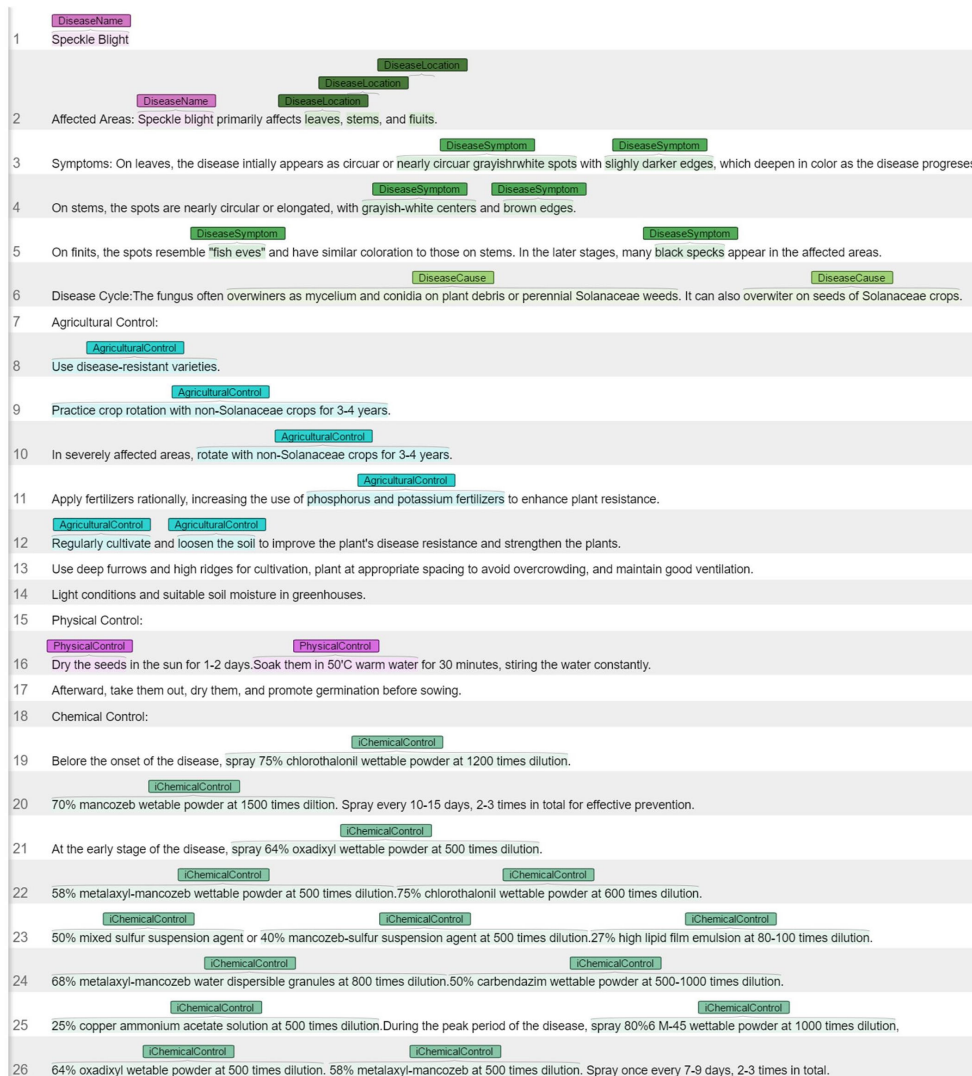 DiseaseName
1 Speckle Blight
DiseaseLocation
DiseaseLocation
DiseaseName DiseaseLocation
2 Affected Areas: Speckle blight primarily affects leaves, stems, and fluits.
DiseaseSymptom DiseaseSymptom
3 Symptoms: On leaves, the disease intially appears as circuar or nearly circuar grayishrwhite spots with slighly darker edges, which deepen in color as the disease progreses
DiseaseSymptom DiseaseSymptom
4 On stems, the spots are nearly circular or elongated, with grayish-white centers and brown edges.
DiseaseSymptom DiseaseSymptom
5 On finits, the spots resemble "fish eves" and have similar coloration to those on stems. In the later stages, many black specks appear in the affected areas.
DiseaseCause DiseaseCause
6 Disease Cycle:The fungus often overwiners as mycelium and conidia on plant debris or perennial Solanaceae weeds. It can also overwiter on seeds of Solanaceae crops.
7 Agricultural Control:
AgriculturalControl
8 Use disease-resistant varieties.
AgriculturalControl
9 Practice crop rotation with non-Solanaceae crops for 3-4 years.
AgriculturalControl
10 In severely affected areas, rotate with non-Solanaceae crops for 3-4 years.
AgriculturalControl
11 Apply fertilizers rationally, increasing the use of phosphorus and potassium fertilizers to enhance plant resistance.
AgriculturalControl AgriculturalControl
12 Regularly cultivate and loosen the soil to improve the plant's disease resistance and strengthen the plants.
13 Use deep furrows and high ridges for cultivation, plant at appropriate spacing to avoid overcrowding, and maintain good ventilation.
14 Light conditions and suitable soil moisture in greenhouses.
15 Physical Control:
PhysicalControl PhysicalControl
16 Dry the seeds in the sun for 1-2 days.Soak them in 50'C warm water for 30 minutes, stiring the water constantly.
17 Afterward, take them out, dry them, and promote germination before sowing.
18 Chemical Control:
iChemicalControl
19 Belore the onset of the disease, spray 75% chlorothalonil wettable powder at 1200 times dilution.
iChemicalControl
20 70% mancozeb wetable powder at 1500 times diltion. Spray every 10-15 days, 2-3 times in total for effective prevention.
iChemicalControl
21 At the early stage of the disease, spray 64% oxadixyl wettable powder at 500 times dilution.
iChemicalControl iChemicalControl
22 58% metalaxyl-mancozeb wettable powder at 500 times dilution.75% chlorothalonil wettable powder at 600 times dilution.
iChemicalControl iChemicalControl iChemicalControl
23 50% mixed sulfur suspension agent or 40% mancozeb-sulfur suspension agent at 500 times dilution.27% high lipid film emulsion at 80-100 times dilution.
iChemicalControl iChemicalControl
24 68% metalaxyl-mancozeb water dispersible granules at 800 times dilution.50% carbendazim wettable powder at 500-1000 times dilution.
iChemicalControl iChemicalControl
25 25% copper ammonium acetate solution at 500 times dilution.During the peak period of the disease, spray 80%6 M-45 wettable powder at 1000 times dilution,
iChemicalControl iChemicalControl
26 64% oxadixyl wetable powder at 500 times dilution. 58% metalaxyl-mancozeb at 500 times dilution. Spray once every 7-9 days, 2-3 times in total.